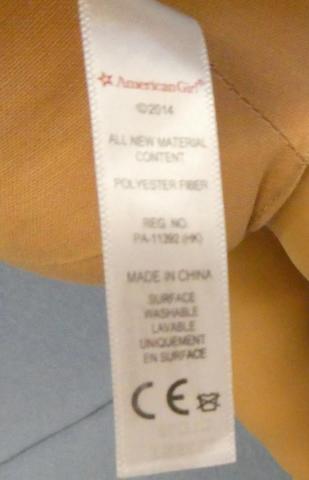 American Girl®
©2014
ALL NEW MATERIAL
CONTENT
POLYESTER FIBER
REG. NO.
PA-11392 (HK)
MADE IN CHINA
SURFACE
WASHABLE
LAVABLE
UNIQUEMENT
EN SURFACE
CE